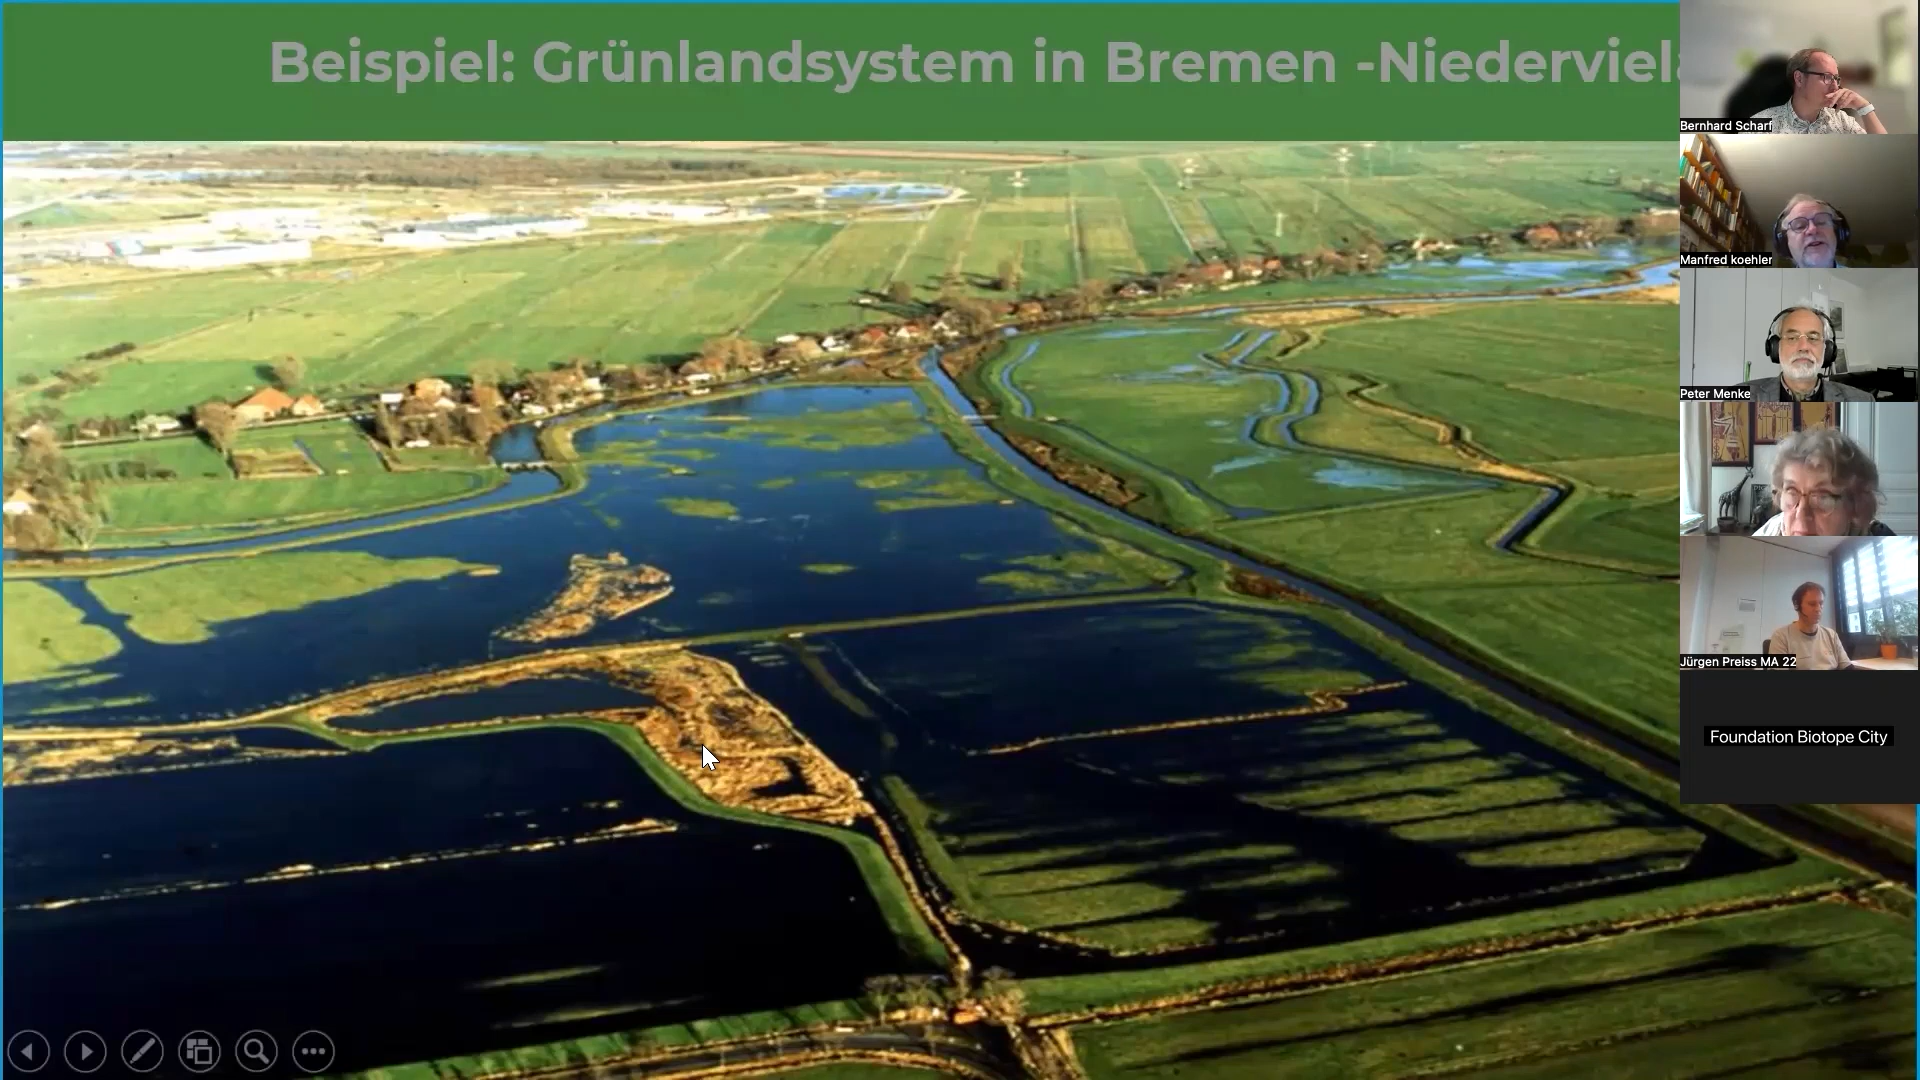 Beispiel: Grünlandsystem in Bremen -Niederviel
Bernhard Scharf
Manfred koehler
Peter Menke
Jürgen Preiss MA 22
Foundation Biotope City